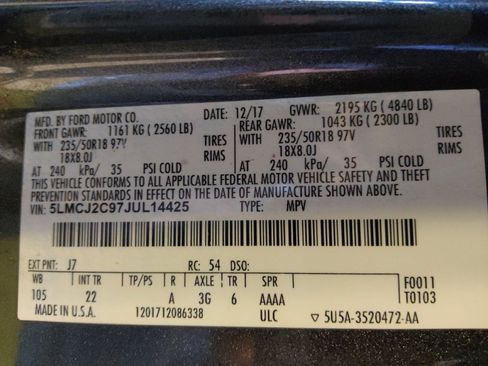 MFD. BY FORD MOTOR CO. 12/17 GVWR: 2195 KG (4840 LB)
FRONT GAWR: 1161 KG (2560 LB) REAR GAWR: 1043 KG (2300 LB)
WITH 235/50R18 97V TIRES WITH 235/50R18 97V TIRES
18X8.0J RIMS 18X8.0J RIMS
AT 240 kPa/ 35 PSI COLD AT 240 kPa/ 35 PSI COLD
THIS VEHICLE CONFORMS TO ALL APPLICABLE FEDERAL MOTOR VEHICLE SAFETY AND THEFT
PREVENTION STANDARDS IN EFFECT ON THE DATE OF MANUFACTURE SHOWN ABOVE.
VIN: 5LMCJ2C97JUL14425 TYPE: MPV
EXT PNT: J7 RC: 54 DSO:
WB INT TR TP/PS R AXLE TR SPR F0011
105 22 A 3G 6 AAAA T0103
MADE IN U.S.A. 1201712086338 ULC ▽ 5U5A-3520472-AA